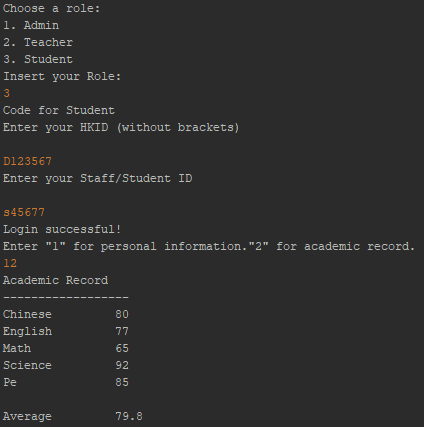 Choose a role:
1. Admin
2. Teacher
3. Student
Insert your Role:
3
Code for Student
Enter your HKID (without brackets)
D123567
Enter your Staff/Student ID
s45677
Login successful!
Enter "1" for personal information."2" for academic record.
12
Academic Record
------------------
Chinese 80
English 77
Math 65
Science 92
Pe 85
Average 79.8